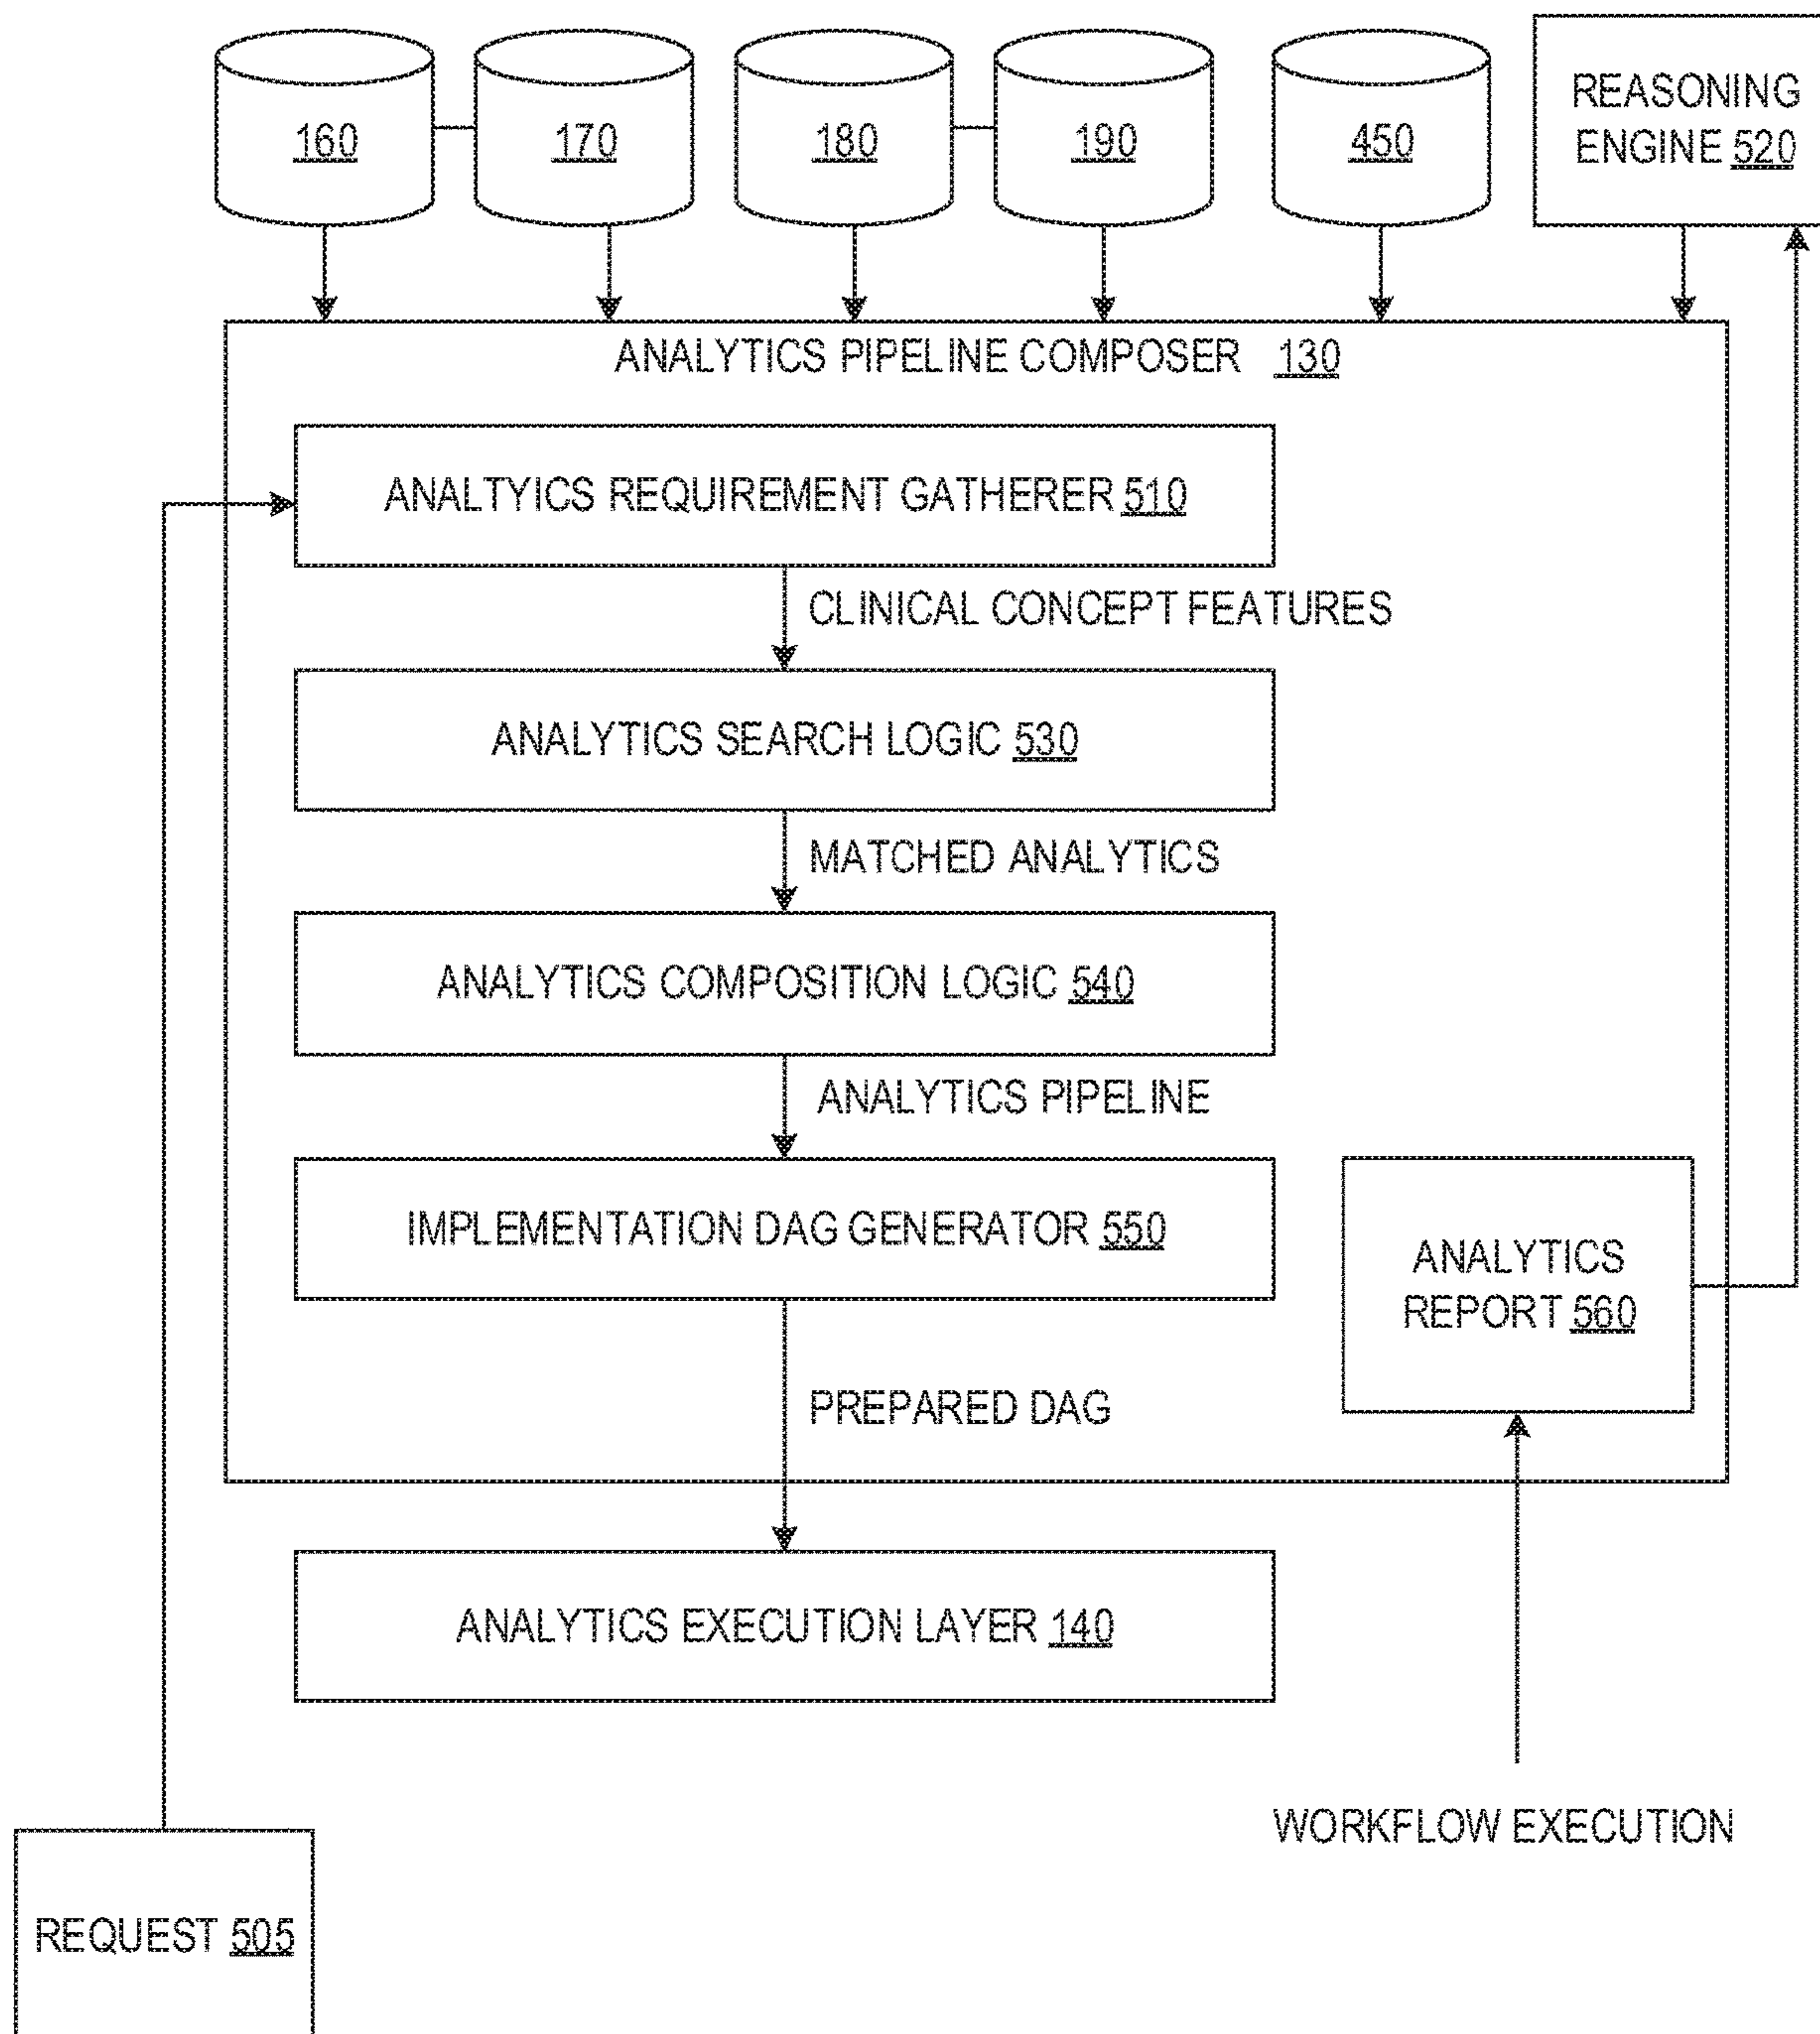 160
170
180
190
450
REASONING
ENGINE 520
ANALYTICS PIPELINE COMPOSER 130
ANALTYICS REQUIREMENT GATHERER 510
CLINICAL CONCEPT FEATURES
ANALYTICS SEARCH LOGIC 530
MATCHED ANALYTICS
ANALYTICS COMPOSITION LOGIC 540
ANALYTICS PIPELINE
IMPLEMENTATION DAG GENERATOR 550
ANALYTICS
REPORT 560
PREPARED DAG
ANALYTICS EXECUTION LAYER 140
WORKFLOW EXECUTION
REQUEST 505